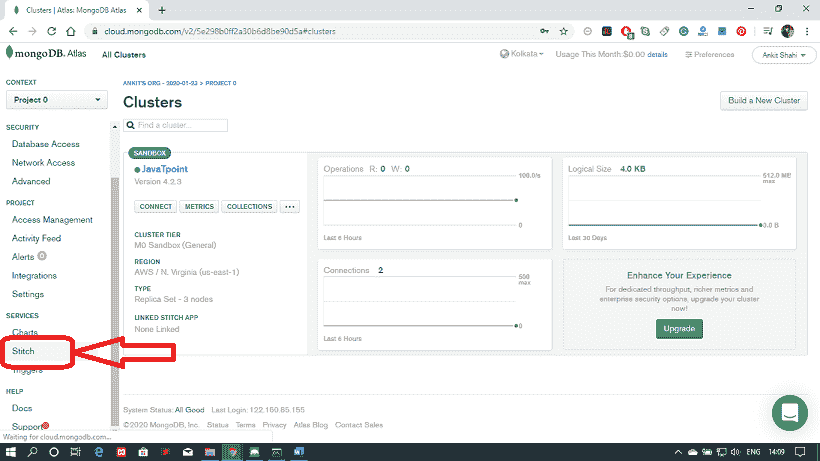 Clusters | Atlas: MongoDB Atlas
cloud.mongodb.com/v2/5e298b0ff2a30b6d8be90d5a#clusters
mongoDB. Atlas
All Clusters
Kolkata
Usage This Month:$0.00 details
Preferences
Ankit Shahi
CONTEXT
Project 0
SECURITY
Database Access
Network Access
Advanced
PROJECT
Access Management
Activity Feed
Alerts 0
Integrations
Settings
SERVICES
Charts
Stitch
Triggers
HELP
Docs
Support
Waiting for cloud.mongodb.com...
ANKIT'S ORG - 2020-01-23 > PROJECT 0
Clusters
Build a New Cluster
Find a cluster...
SANDBOX
JavaTpoint
Version 4.2.3
CONNECT
METRICS
COLLECTIONS
...
CLUSTER TIER
M0 Sandbox (General)
REGION
AWS / N. Virginia (us-east-1)
TYPE
Replica Set - 3 nodes
LINKED STITCH APP
None Linked
Operations R: 0 W: 0
100.0/s
0
Last 6 Hours
Logical Size 4.0 KB
512.0 MB
max
0.0 B
Last 30 Days
Connections 2
500
max
0
Last 6 Hours
Enhance Your Experience
For dedicated throughput, richer metrics and
enterprise security options, upgrade your cluster
now!
Upgrade
System Status: All Good Last Login: 122.160.85.155
©2020 MongoDB, Inc. Status Terms Privacy Atlas Blog Contact Sales
ENG
14:09